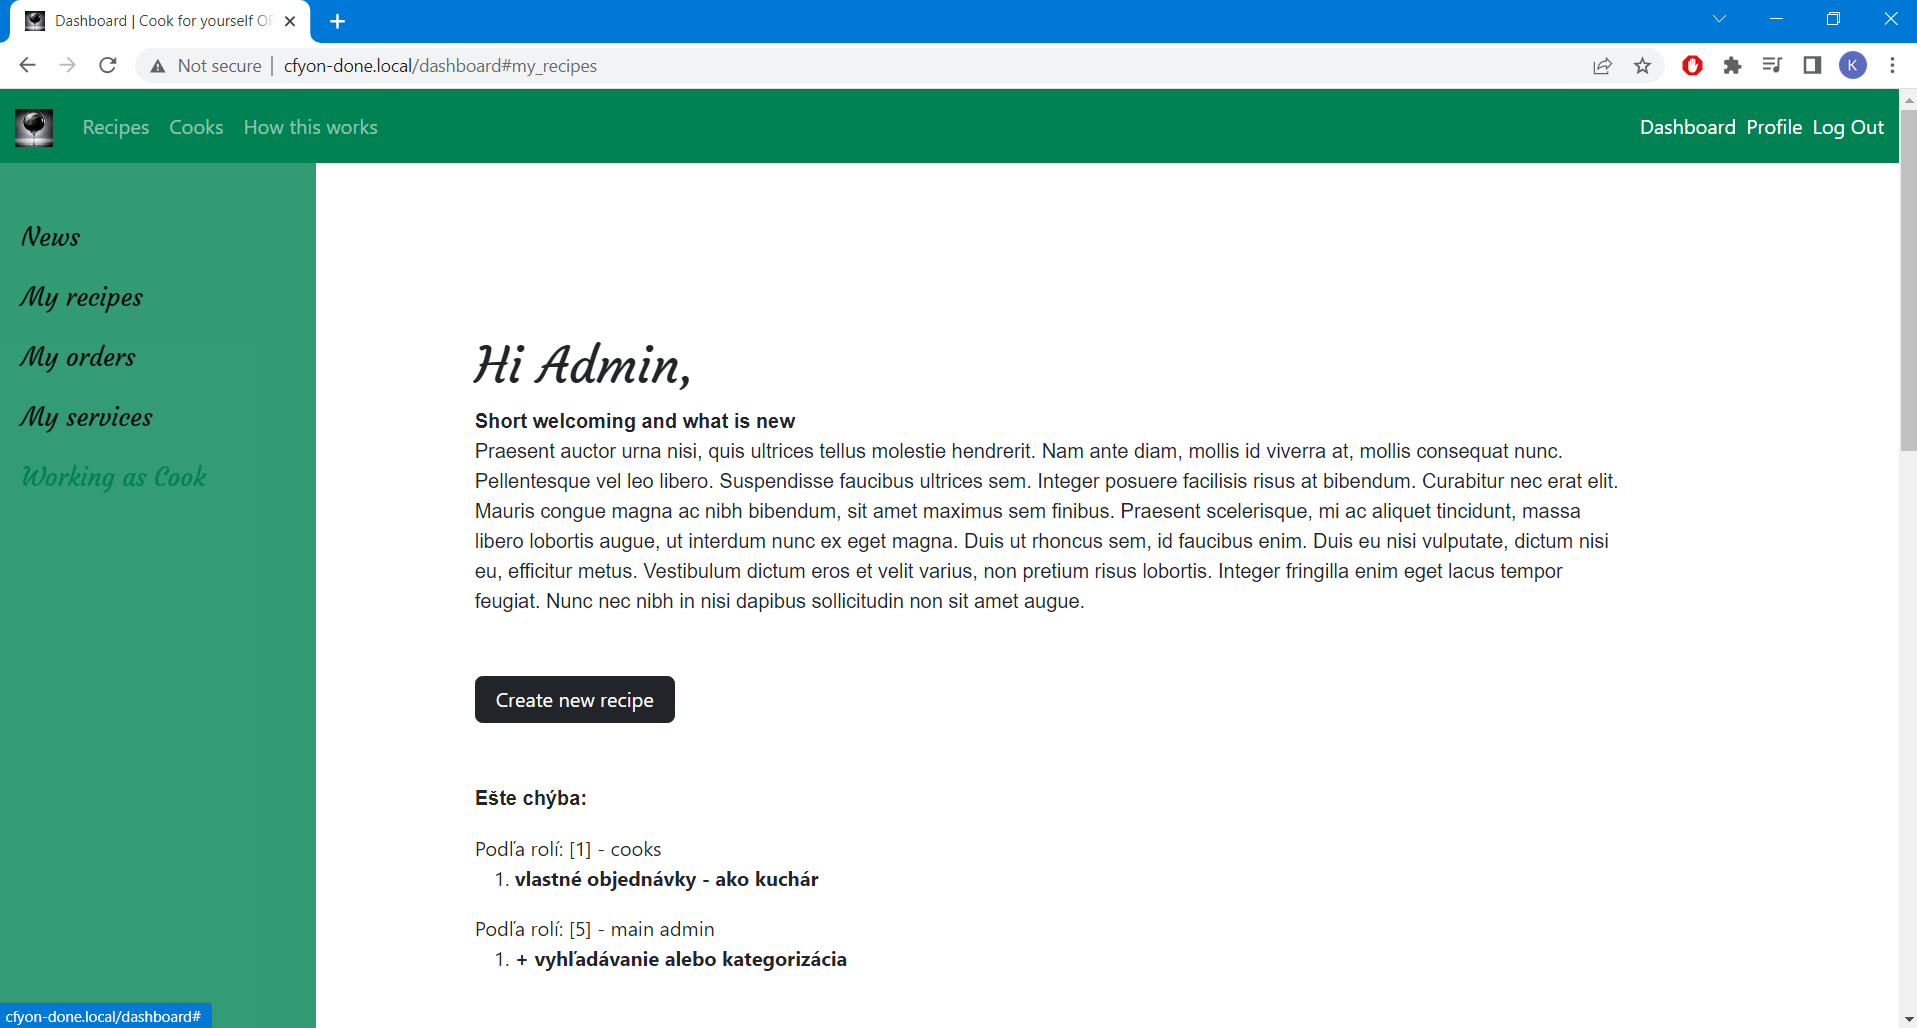 Dashboard | Cook for yourself OR
Not secure | cfyon-done.local/dashboard#my_recipes
K
Recipes Cooks How this works
Dashboard Profile Log Out
News
My recipes
My orders
My services
Working as Cook
Hi Admin,
Short welcoming and what is new
Praesent auctor urna nisi, quis ultrices tellus molestie hendrerit. Nam ante diam, mollis id viverra at, mollis consequat nunc.
Pellentesque vel leo libero. Suspendisse faucibus ultrices sem. Integer posuere facilisis risus at bibendum. Curabitur nec erat elit.
Mauris congue magna ac nibh bibendum, sit amet maximus sem finibus. Praesent scelerisque, mi ac aliquet tincidunt, massa
libero lobortis augue, ut interdum nunc ex eget magna. Duis ut rhoncus sem, id faucibus enim. Duis eu nisi vulputate, dictum nisi
eu, efficitur metus. Vestibulum dictum eros et velit varius, non pretium risus lobortis. Integer fringilla enim eget lacus tempor
feugiat. Nunc nec nibh in nisi dapibus sollicitudin non sit amet augue.
Create new recipe
Ešte chýba:
Podľa rolí: [1] - cooks
1. vlastné objednávky - ako kuchár
Podľa rolí: [5] - main admin
1. + vyhľadávanie alebo kategorizácia
cfyon-done.local/dashboard#